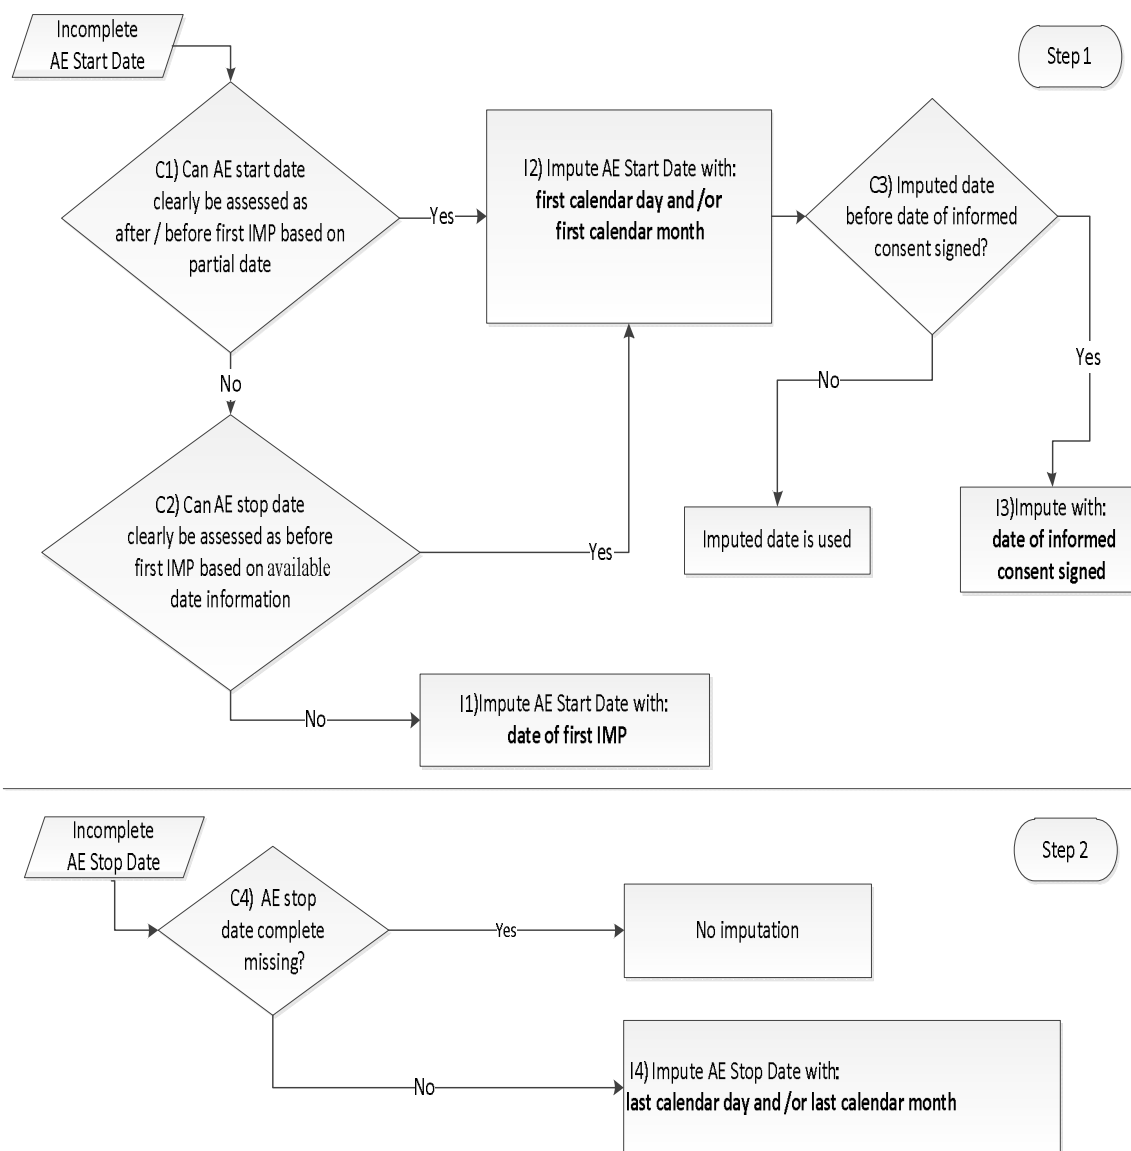 Incomplete
AE Start Date
Step 1
C1) Can AE start date
clearly be assessed as
after / before first IMP based on
partial date
Yes
I2) Impute AE Start Date with:
first calendar day and /or
first calendar month
C3) Imputed date
before date of informed
consent signed?
No
Yes
No
C2) Can AE stop date
clearly be assessed as before
first IMP based on available
date information
Yes
Imputed date is used
I3)Impute with:
date of informed
consent signed
No
I1)Impute AE Start Date with:
date of first IMP
Incomplete
AE Stop Date
Step 2
C4) AE stop
date complete
missing?
Yes
No imputation
No
I4) Impute AE Stop Date with:
last calendar day and /or last calendar month